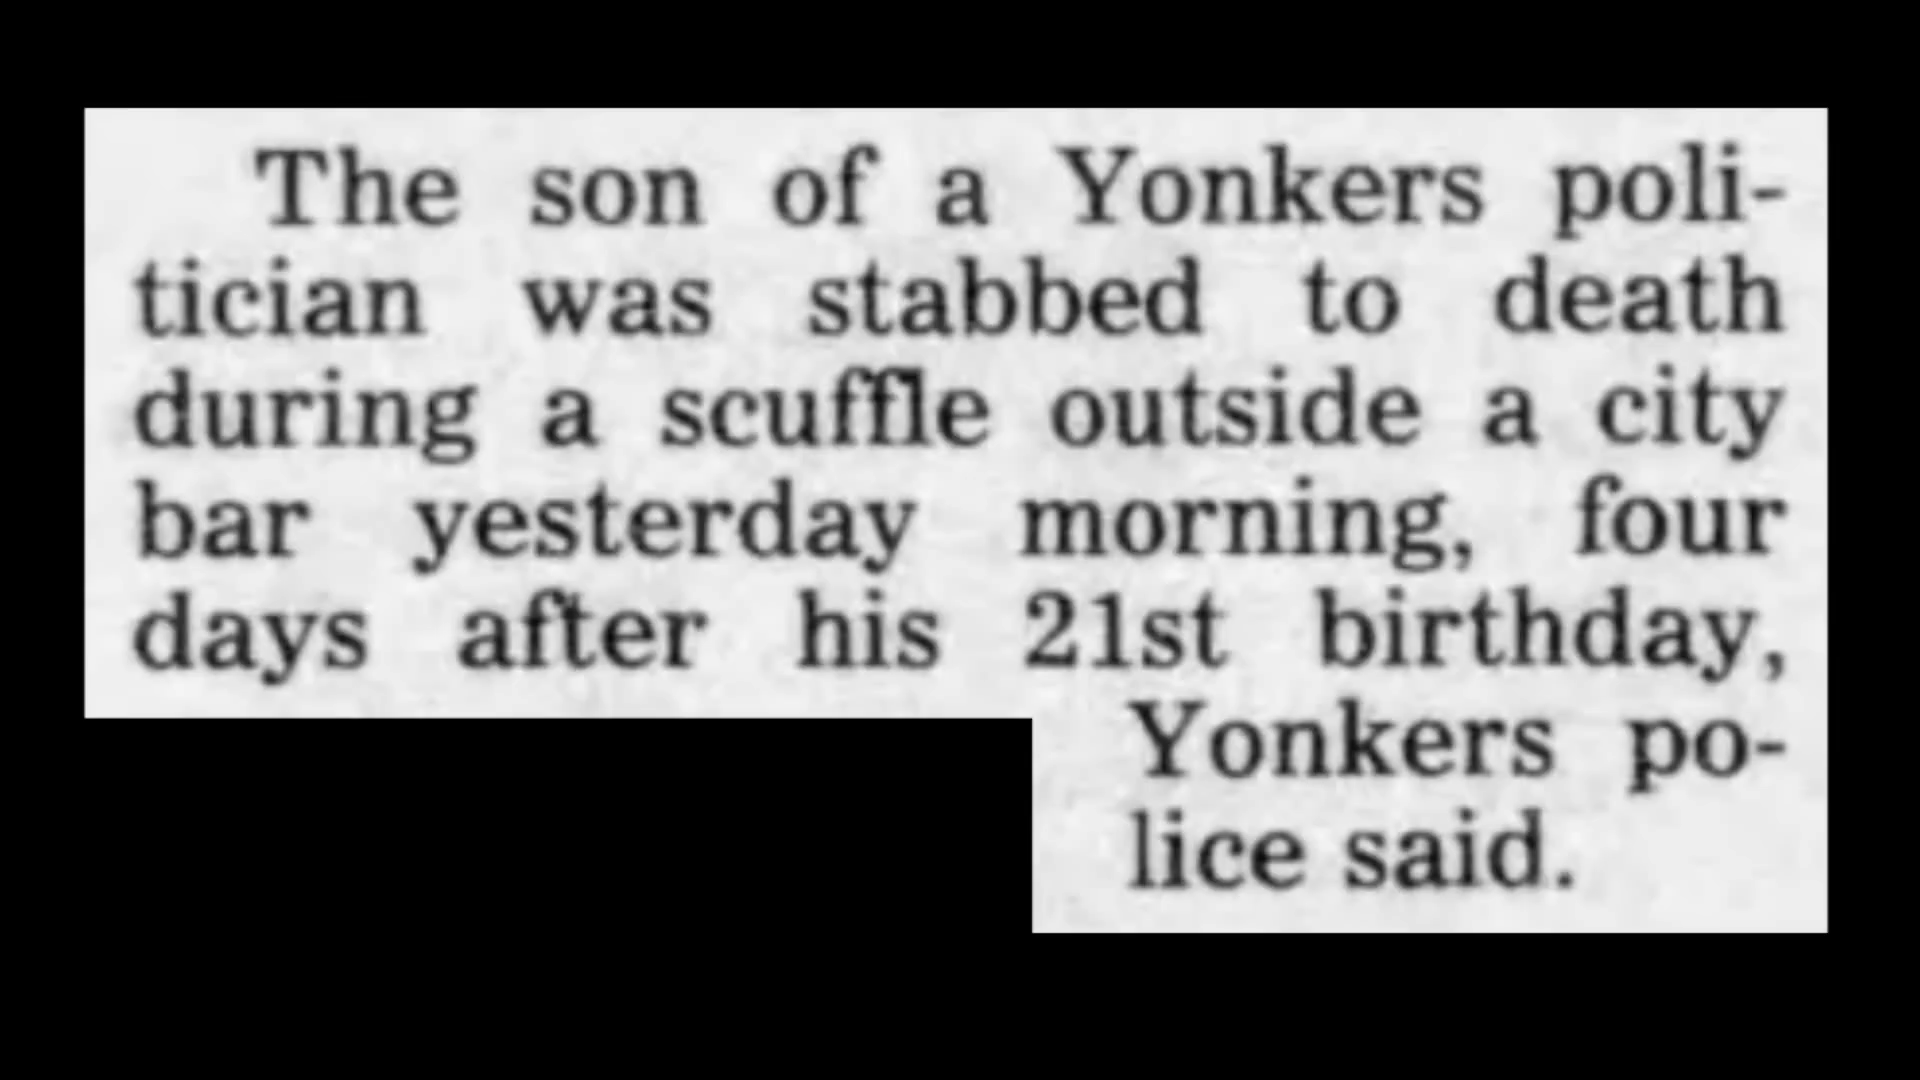 The son of a Yonkers poli-
tician was stabbed to death
during a scuffle outside a city
bar yesterday morning, four
days after his 21st birthday,
Yonkers po-
lice said.